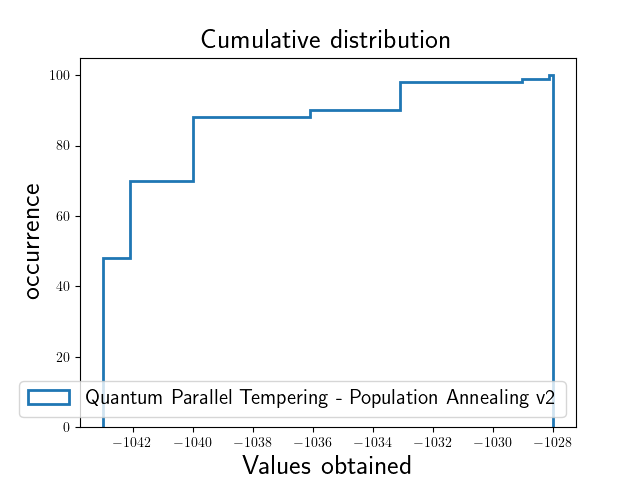 Cumulative distribution
occurrence
100
80
60
40
20
0
Quantum Parallel Tempering - Population Annealing v2
−1042 −1040 −1038 −1036 −1034 −1032 −1030 −1028
Values obtained